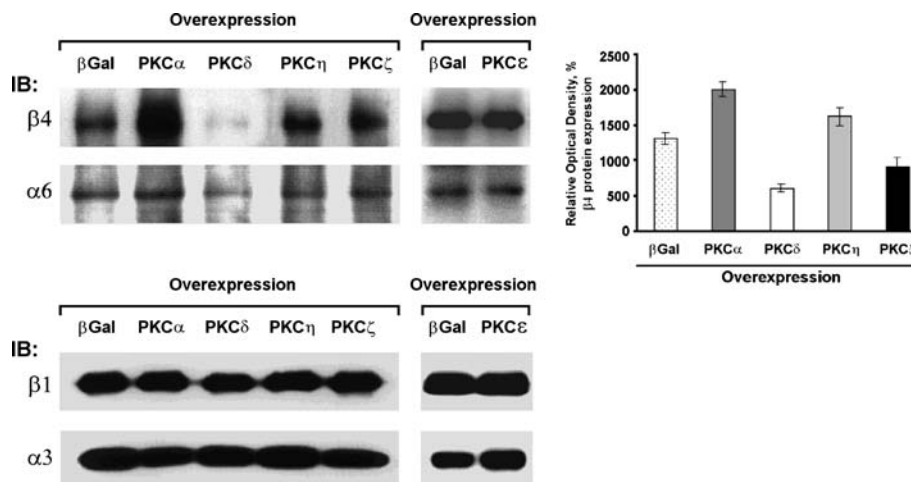 Overexpression
βGal PKCα PKCδ PKCη PKCζ
IB:
β4
α6
Overexpression
βGal PKCε
Relative Optical Density, %
β4 protein expression
2500
2000
1500
1000
500
0
βGal PKCα PKCδ PKCη
Overexpression
Overexpression
βGal PKCα PKCδ PKCη PKCζ
IB:
β1
α3
Overexpression
βGal PKCε